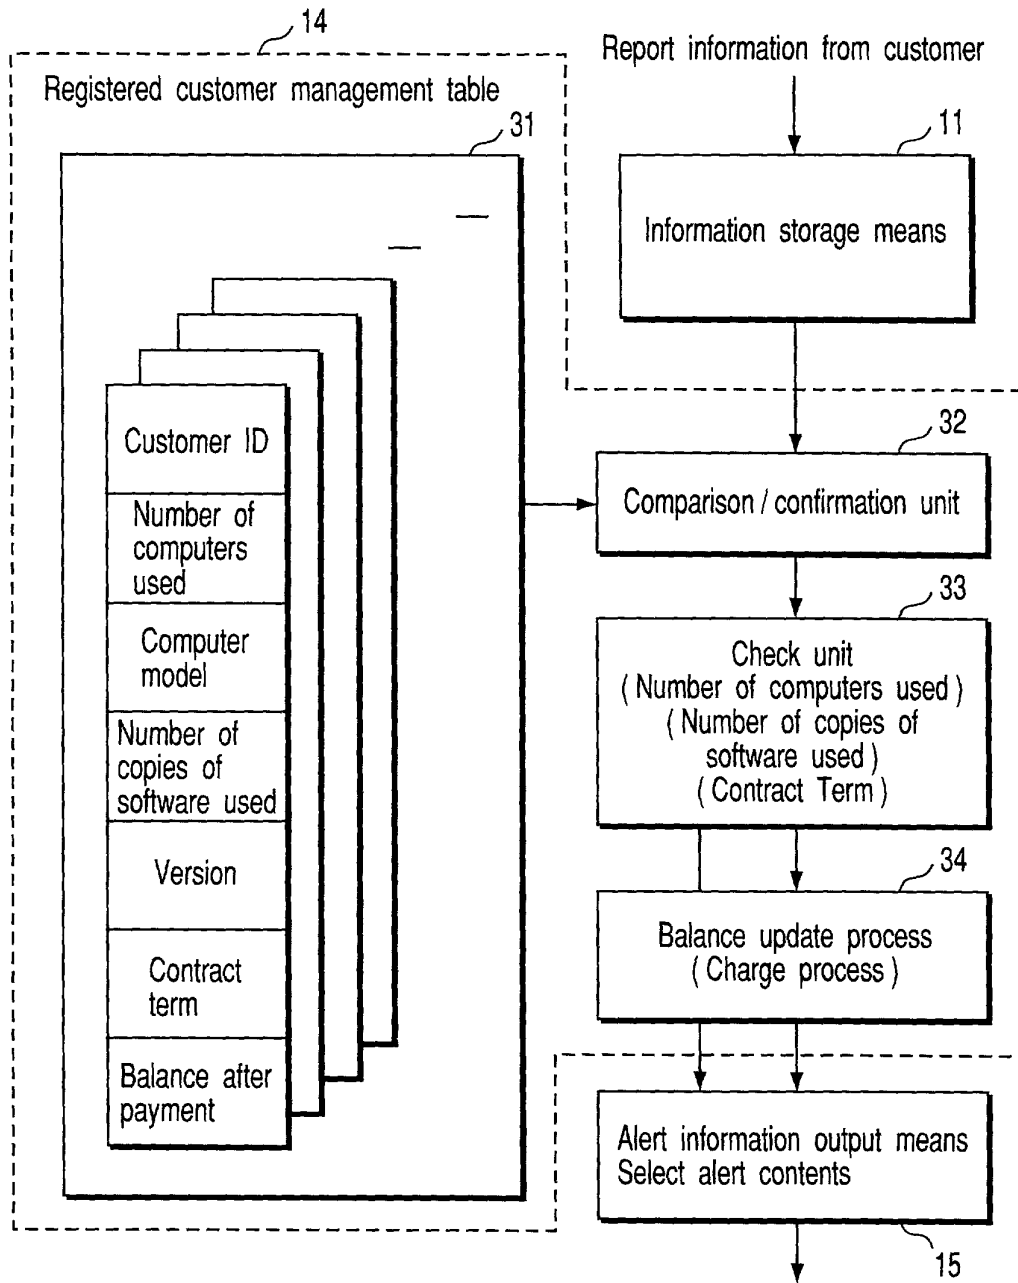 14
Report information from customer
Registered customer management table
31
11
Information storage means
Customer ID
Number of
computers
used
Computer
model
Number of
copies of
software used
Version
Contract
term
Balance after
payment
32
Comparison / confirmation unit
33
Check unit
( Number of computers used )
( Number of copies of
software used )
( Contract Term )
34
Balance update process
( Charge process )
Alert information output means
Select alert contents
15